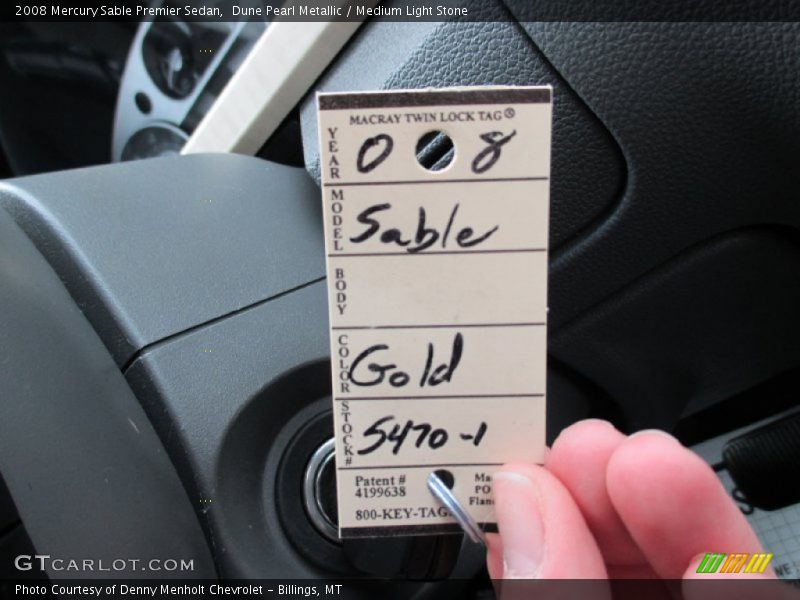 2008 Mercury Sable Premier Sedan, Dune Pearl Metallic / Medium Light Stone
MACRAY TWIN LOCK TAG®
YEAR 0 8
MODEL Sable
BODY
COLOR Gold
STOCK# 5470-1
Patent #
4199638
800-KEY-TAG
GTCARLOT.COM
Photo Courtesy of Denny Menholt Chevrolet - Billings, MT